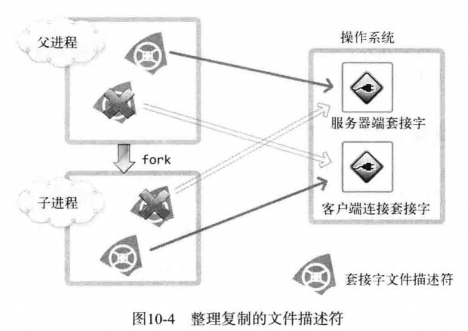 父进程
操作系统
服务器端套接字
fork
子进程
客户端连接套接字
套接字文件描述符
图10-4 整理复制的文件描述符